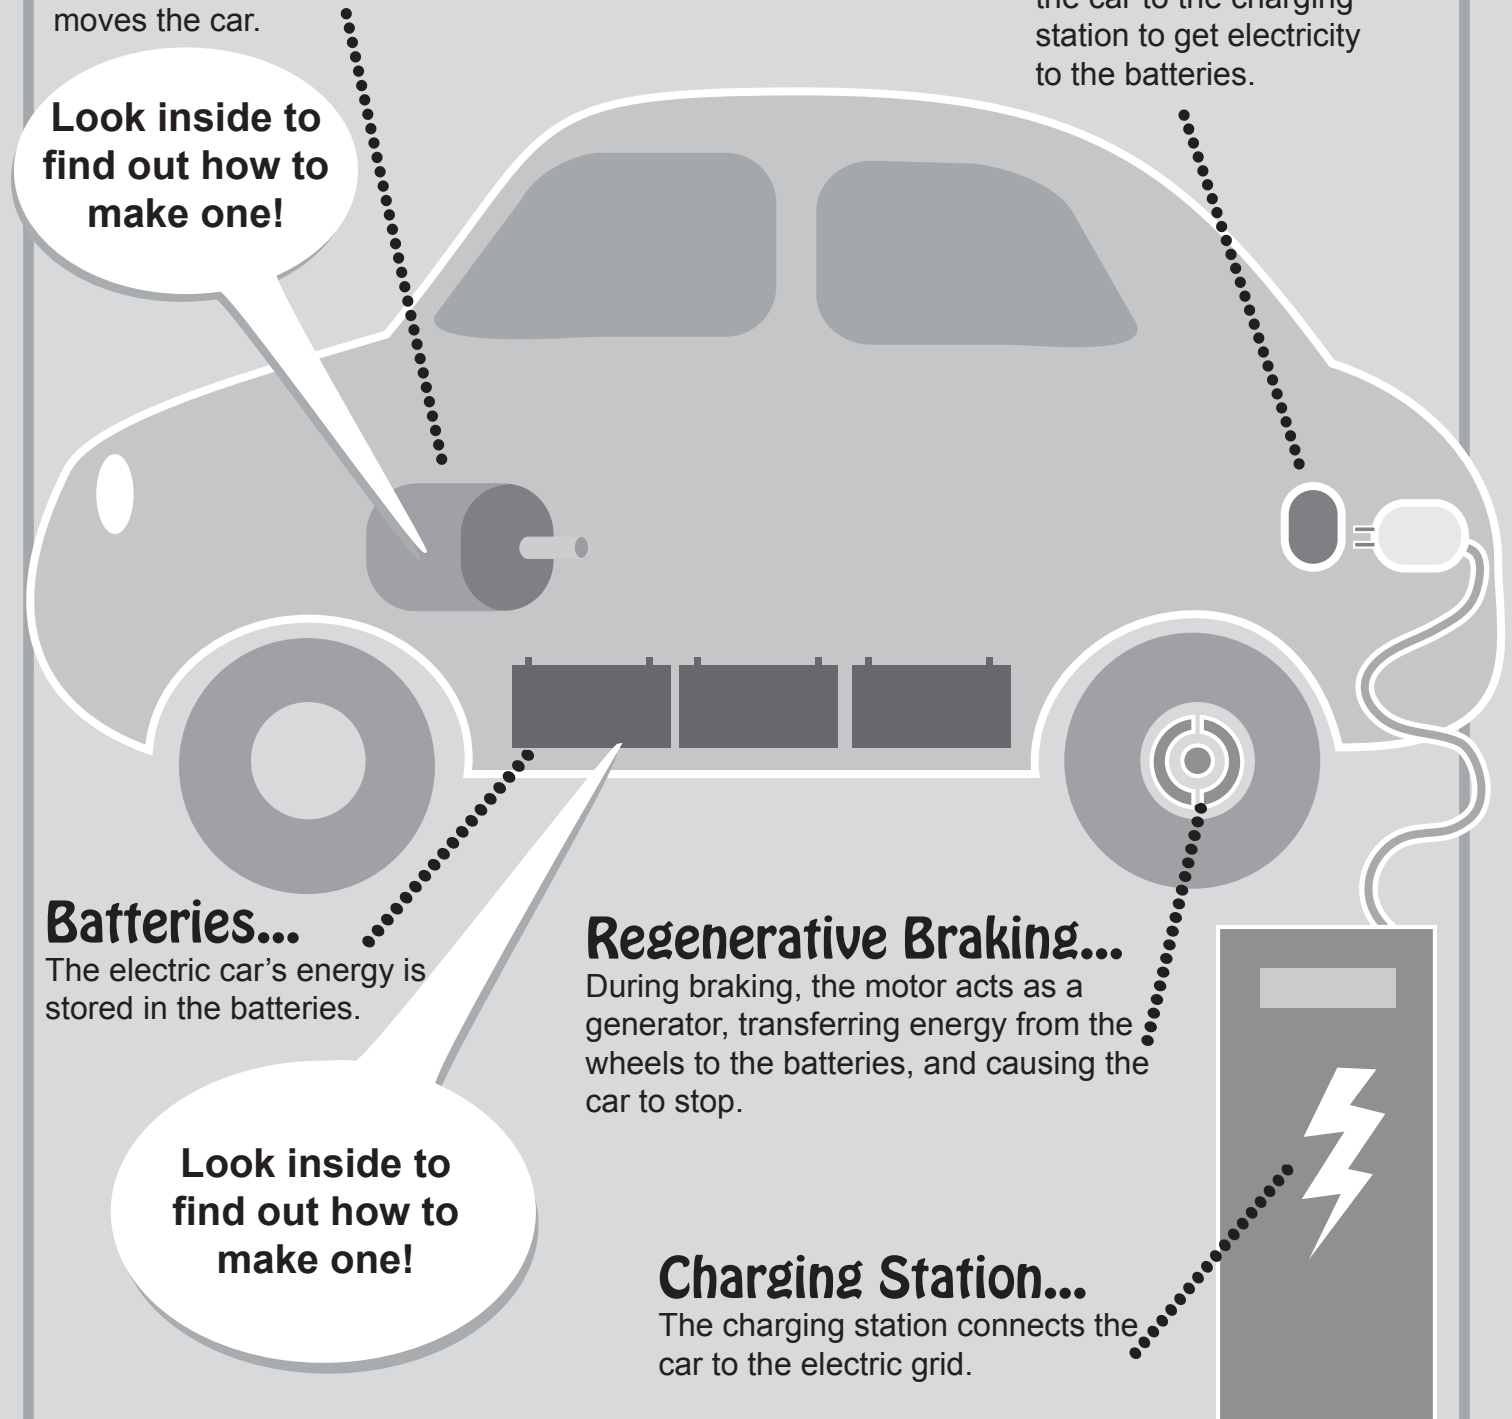 moves the car.
the car to the charging
station to get electricity
to the batteries.
Look inside to
find out how to
make one!
Batteries...
The electric car’s energy is
stored in the batteries.
Regenerative Braking...
During braking, the motor acts as a
generator, transferring energy from the
wheels to the batteries, and causing the
car to stop.
Look inside to
find out how to
make one!
Charging Station...
The charging station connects the
car to the electric grid.